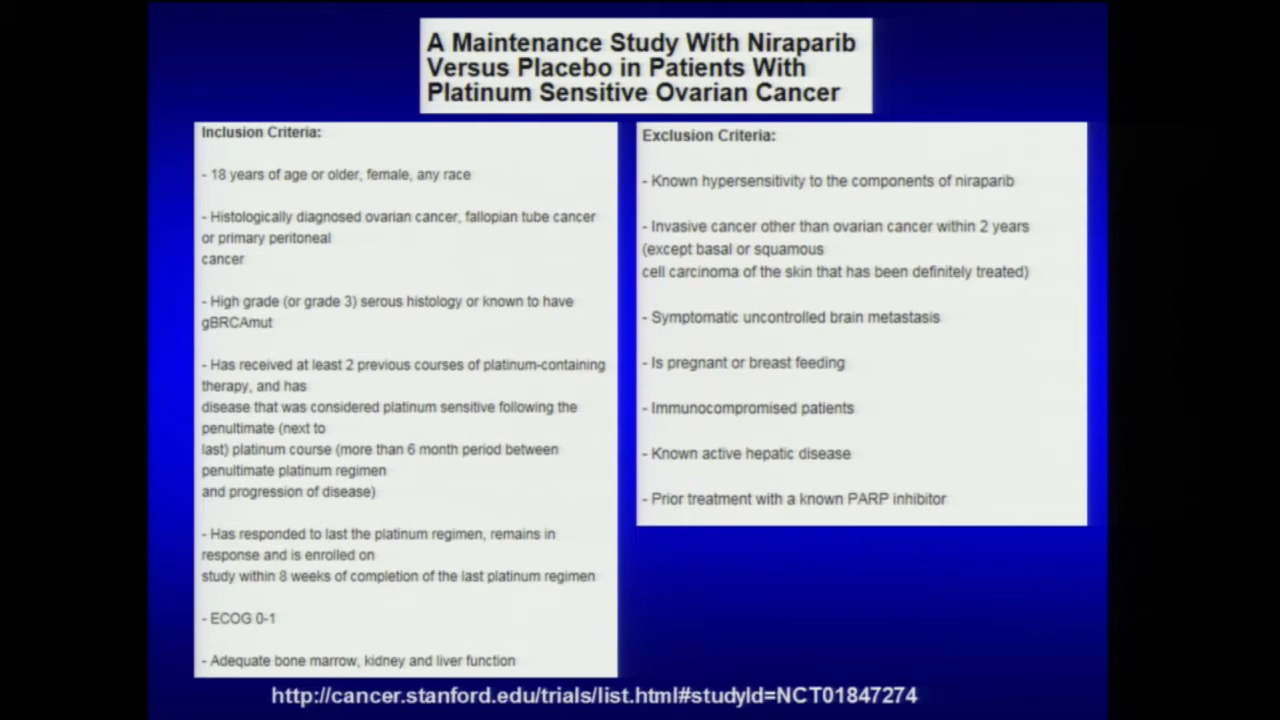 A Maintenance Study With Niraparib
Versus Placebo in Patients With
Platinum Sensitive Ovarian Cancer
Inclusion Criteria:
- 18 years of age or older, female, any race
- Histologically diagnosed ovarian cancer, fallopian tube cancer
or primary peritoneal
cancer
- High grade (or grade 3) serous histology or known to have
gBRCAmut
- Has received at least 2 previous courses of platinum-containing
therapy, and has
disease that was considered platinum sensitive following the
penultimate (next to
last) platinum course (more than 6 month period between
penultimate platinum regimen
and progression of disease)
- Has responded to last the platinum regimen, remains in
response and is enrolled on
study within 8 weeks of completion of the last platinum regimen
- ECOG 0-1
- Adequate bone marrow, kidney and liver function
Exclusion Criteria:
- Known hypersensitivity to the components of niraparib
- Invasive cancer other than ovarian cancer within 2 years
(except basal or squamous
cell carcinoma of the skin that has been definitely treated)
- Symptomatic uncontrolled brain metastasis
- Is pregnant or breast feeding
- Immunocompromised patients
- Known active hepatic disease
- Prior treatment with a known PARP inhibitor
http://cancer.stanford.edu/trials/list.html#studyId=NCT01847274